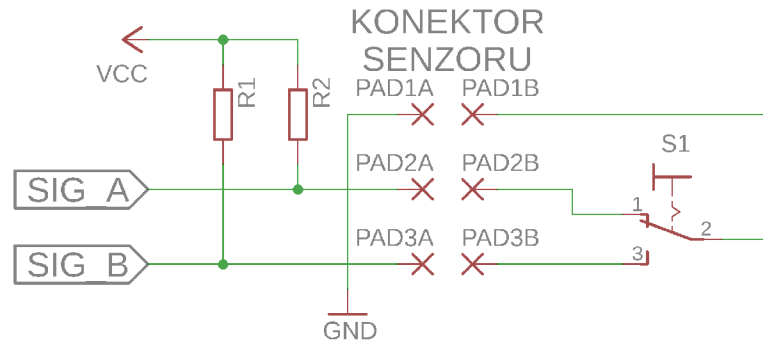 KONEKTOR
SENZORU
VCC
R1
R2
PAD1A
PAD1B
S1
SIG_A
PAD2A
PAD2B
1
2
SIG_B
PAD3A
PAD3B
3
GND